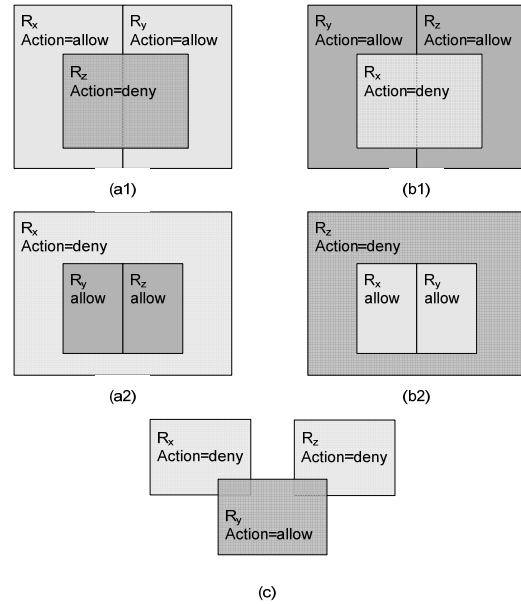 Rx
Action=allow
Ry
Action=allow
Rz
Action=deny
(a1)
Ry
Action=allow
Rz
Action=allow
Rx
Action=deny
(b1)
Rx
Action=deny
Ry
allow
Rz
allow
(a2)
Rz
Action=deny
Rx
allow
Ry
allow
(b2)
Rx
Action=deny
Rz
Action=deny
Ry
Action=allow
(c)